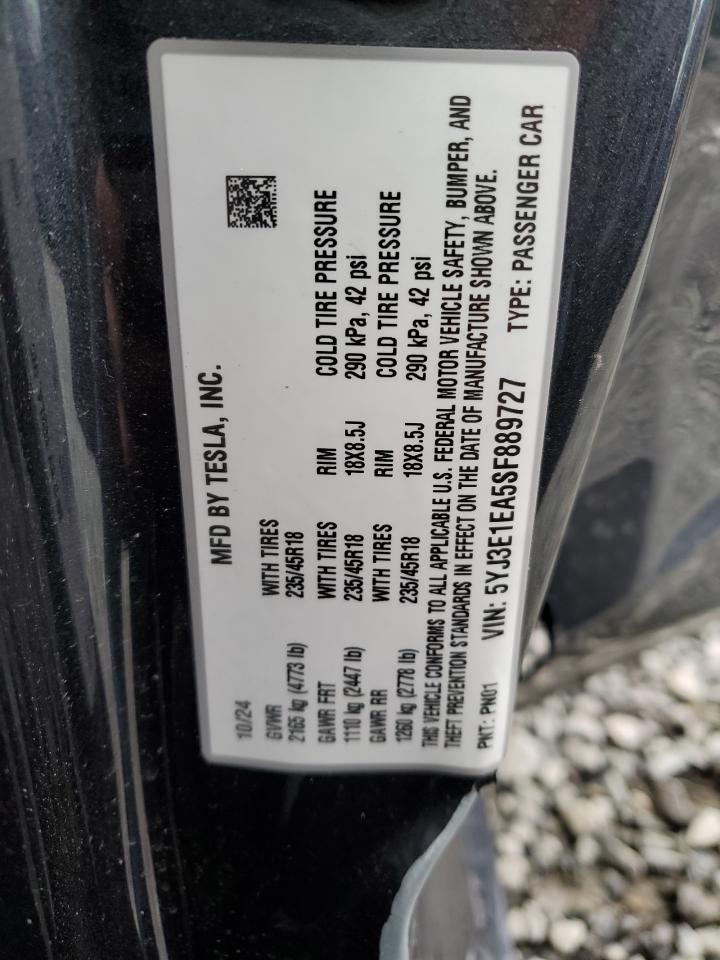 MFD BY TESLA, INC.
10/24
GVWR WITH TIRES RIM COLD TIRE PRESSURE
2165 kg (4773 lb) 235/45R18
GAWR FRT WITH TIRES RIM COLD TIRE PRESSURE
1110 kg (2447 lb) 235/45R18 18X8.5J 290 kPa, 42 psi
GAWR RR WITH TIRES RIM COLD TIRE PRESSURE
1260 kg (2778 lb) 235/45R18 18X8.5J 290 kPa, 42 psi
THIS VEHICLE CONFORMS TO ALL APPLICABLE U.S. FEDERAL MOTOR VEHICLE SAFETY, BUMPER, AND
THEFT PREVENTION STANDARDS IN EFFECT ON THE DATE OF MANUFACTURE SHOWN ABOVE.
PKT: PN01 VIN: 5YJ3E1EA5SF889727 TYPE: PASSENGER CAR